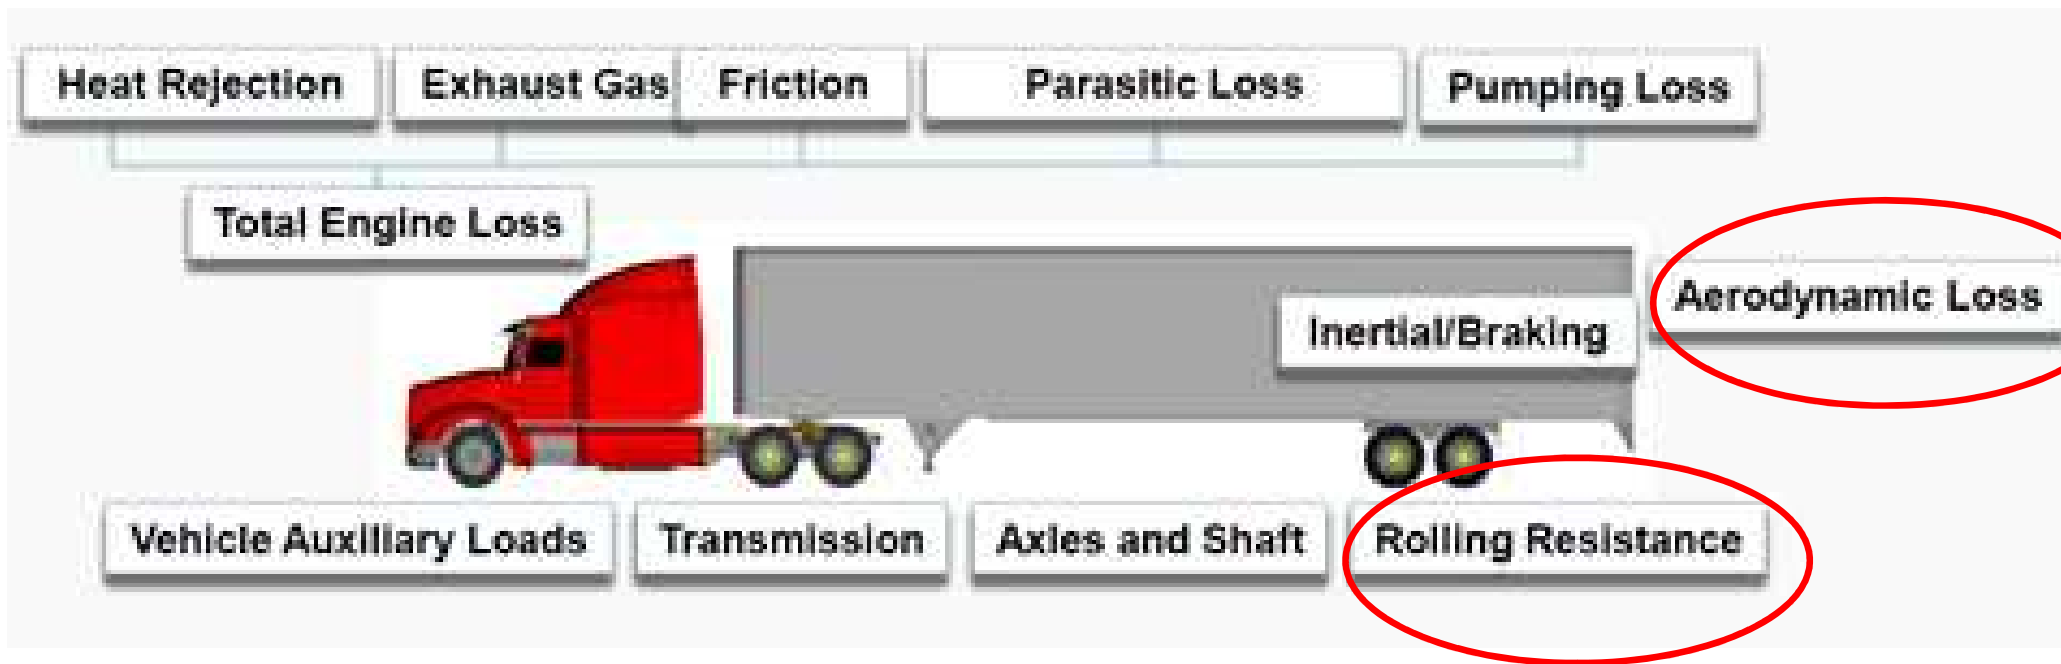 Heat Rejection
Exhaust Gas
Friction
Parasitic Loss
Pumping Loss
Total Engine Loss
Aerodynamic Loss
Inertial/Braking
Vehicle Auxiliary Loads
Transmission
Axles and Shaft
Rolling Resistance